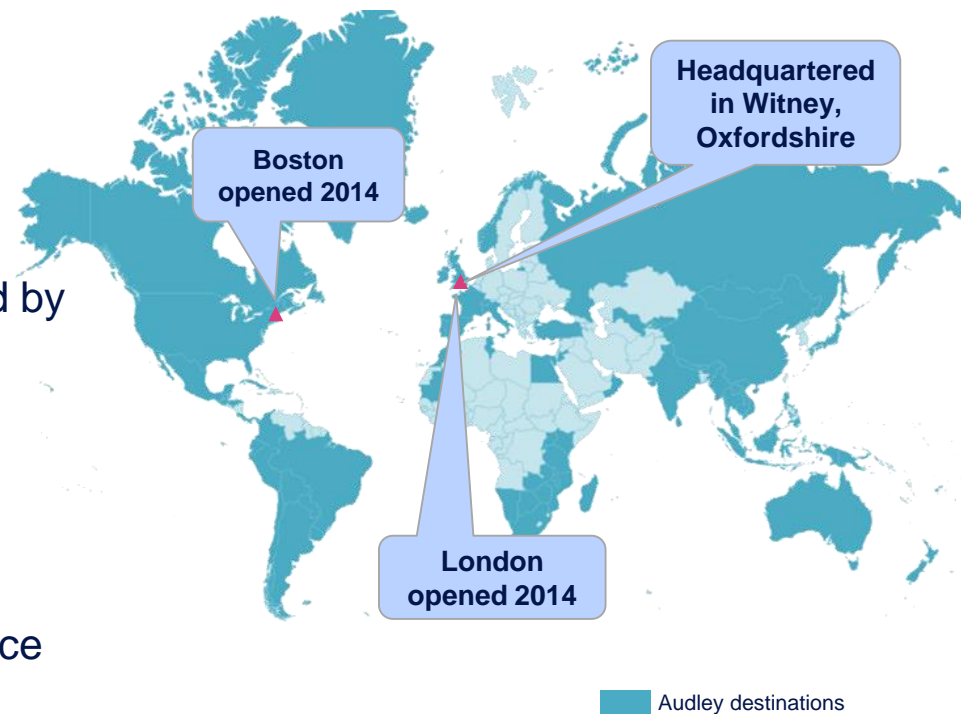 Headquartered
in Witney,
Oxfordshire
Boston
opened 2014
d by
London
opened 2014
ce
Audley destinations